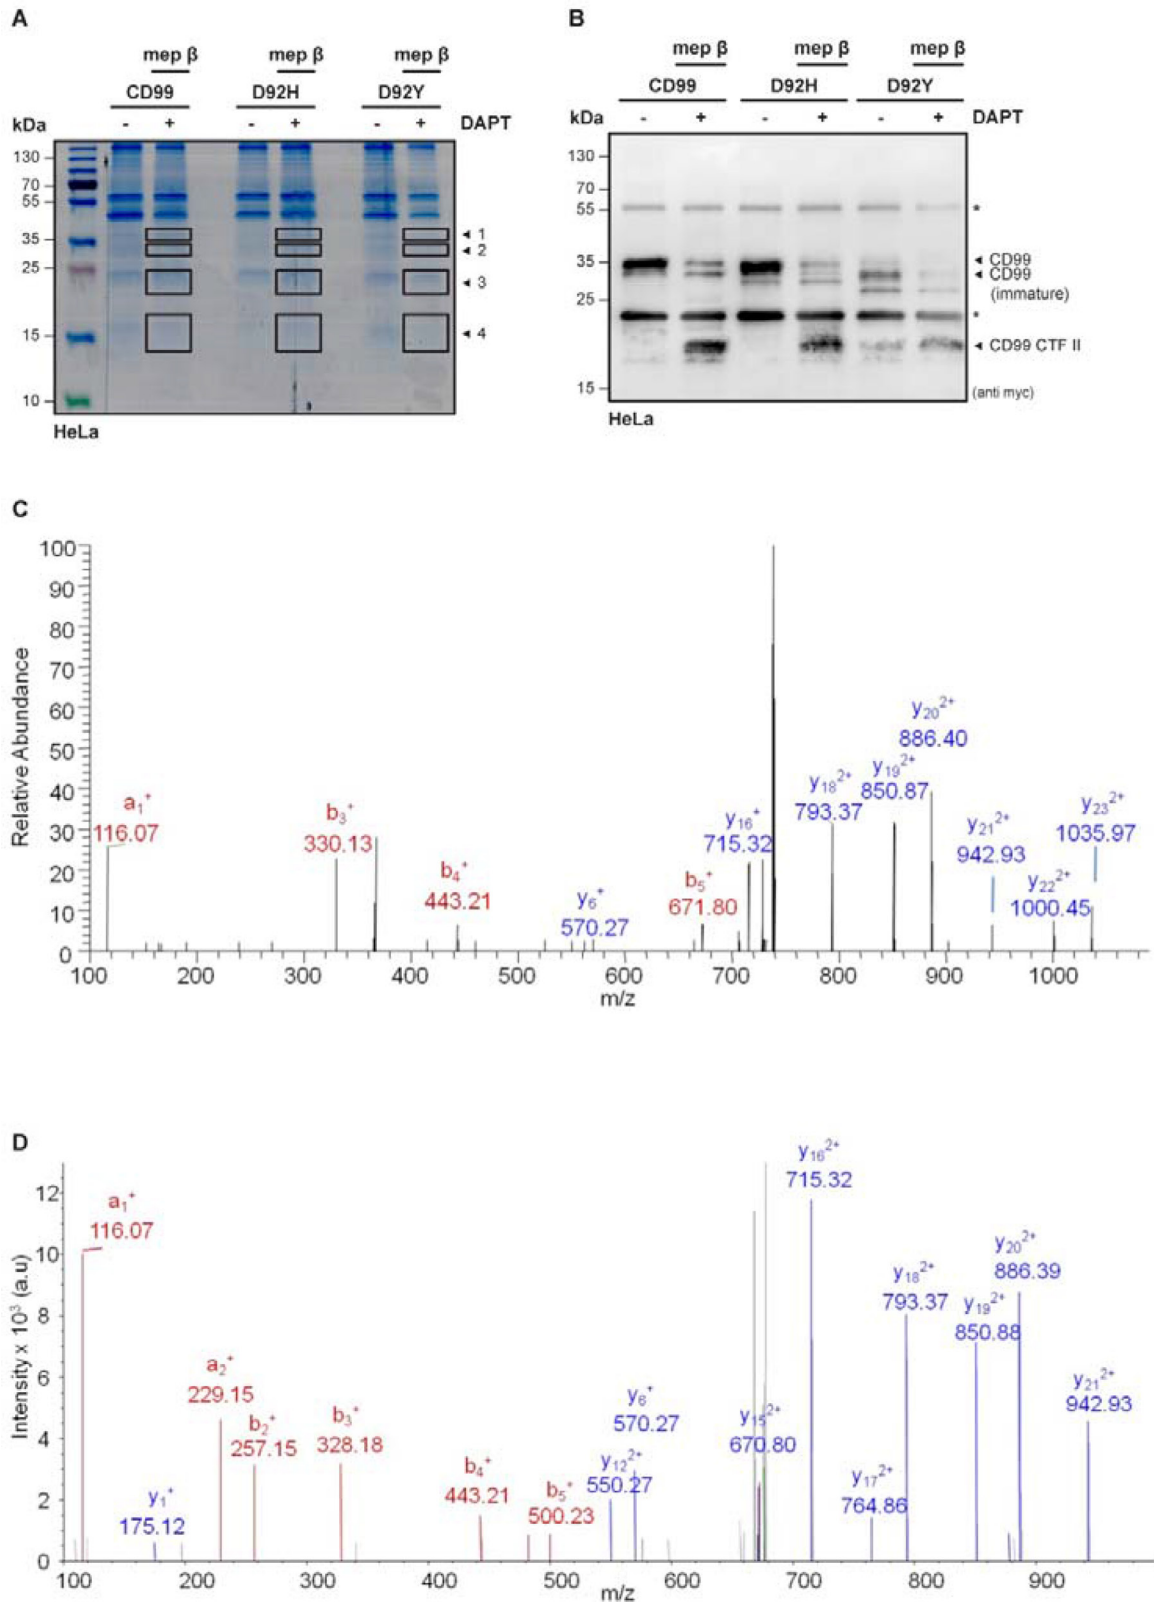 A
mep β mep β mep β
CD99 D92H D92Y
kDa - + - + - + DAPT
130
70
55
35
25
15
10
1
2
3
4
HeLa
B
mep β mep β mep β
CD99 D92H D92Y
kDa - + - + - + DAPT
130
70
55
35
25
15
*
CD99
CD99
(immature)
*
CD99 CTF II
(anti myc)
HeLa
C
Relative Abundance
100
90
80
70
60
50
40
30
20
10
0
a₁⁺
116.07
b₃⁺
330.13
b₄⁺
443.21
y₆⁺
570.27
b₅⁺
671.80
y₁₆⁺
715.32
y₁₈²⁺
793.37
y₁₉²⁺
850.87
y₂₀²⁺
886.40
y₂₁²⁺
942.93
y₂₂²⁺
1000.45
y₂₃²⁺
1035.97
100 200 300 400 500 600 700 800 900 1000
m/z
D
Intensity x 10³ (a.u)
12
10
8
6
4
2
0
a₁⁺
116.07
y₁⁺
175.12
a₂⁺
229.15
b₂⁺
257.15
b₃⁺
328.18
b₄⁺
443.21
b₅⁺
500.23
y₁₂²⁺
550.27
y₆⁺
570.27
y₁₅²⁺
670.80
y₁₆²⁺
715.32
y₁₇²⁺
764.86
y₁₈²⁺
793.37
y₁₉²⁺
850.88
y₂₀²⁺
886.39
y₂₁²⁺
942.93
100 200 300 400 500 600 700 800 900
m/z